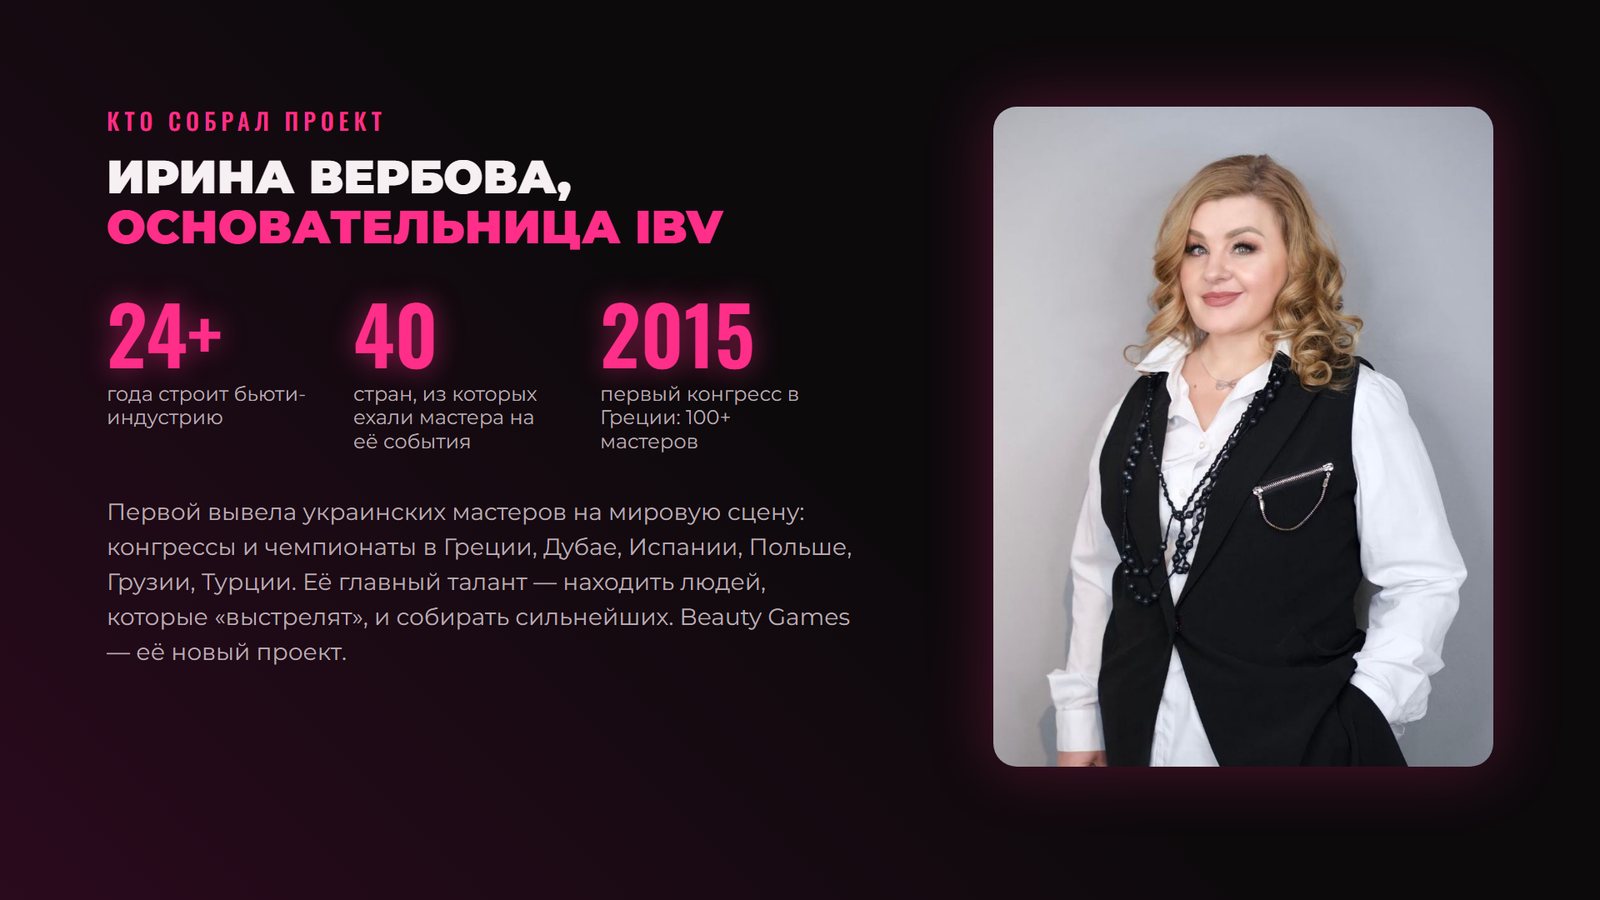 КТО СОБРАЛ ПРОЕКТ
ИРИНА ВЕРБОВА,
ОСНОВАТЕЛЬНИЦА IBV
24+
года строит бьюти-
индустрию
40
стран, из которых
ехали мастера на
её события
2015
первый конгресс в
Греции: 100+
мастеров
Первой вывела украинских мастеров на мировую сцену:
конгрессы и чемпионаты в Греции, Дубае, Испании, Польше,
Грузии, Турции. Её главный талант — находить людей,
которые «выстрелят», и собирать сильнейших. Beauty Games
— её новый проект.